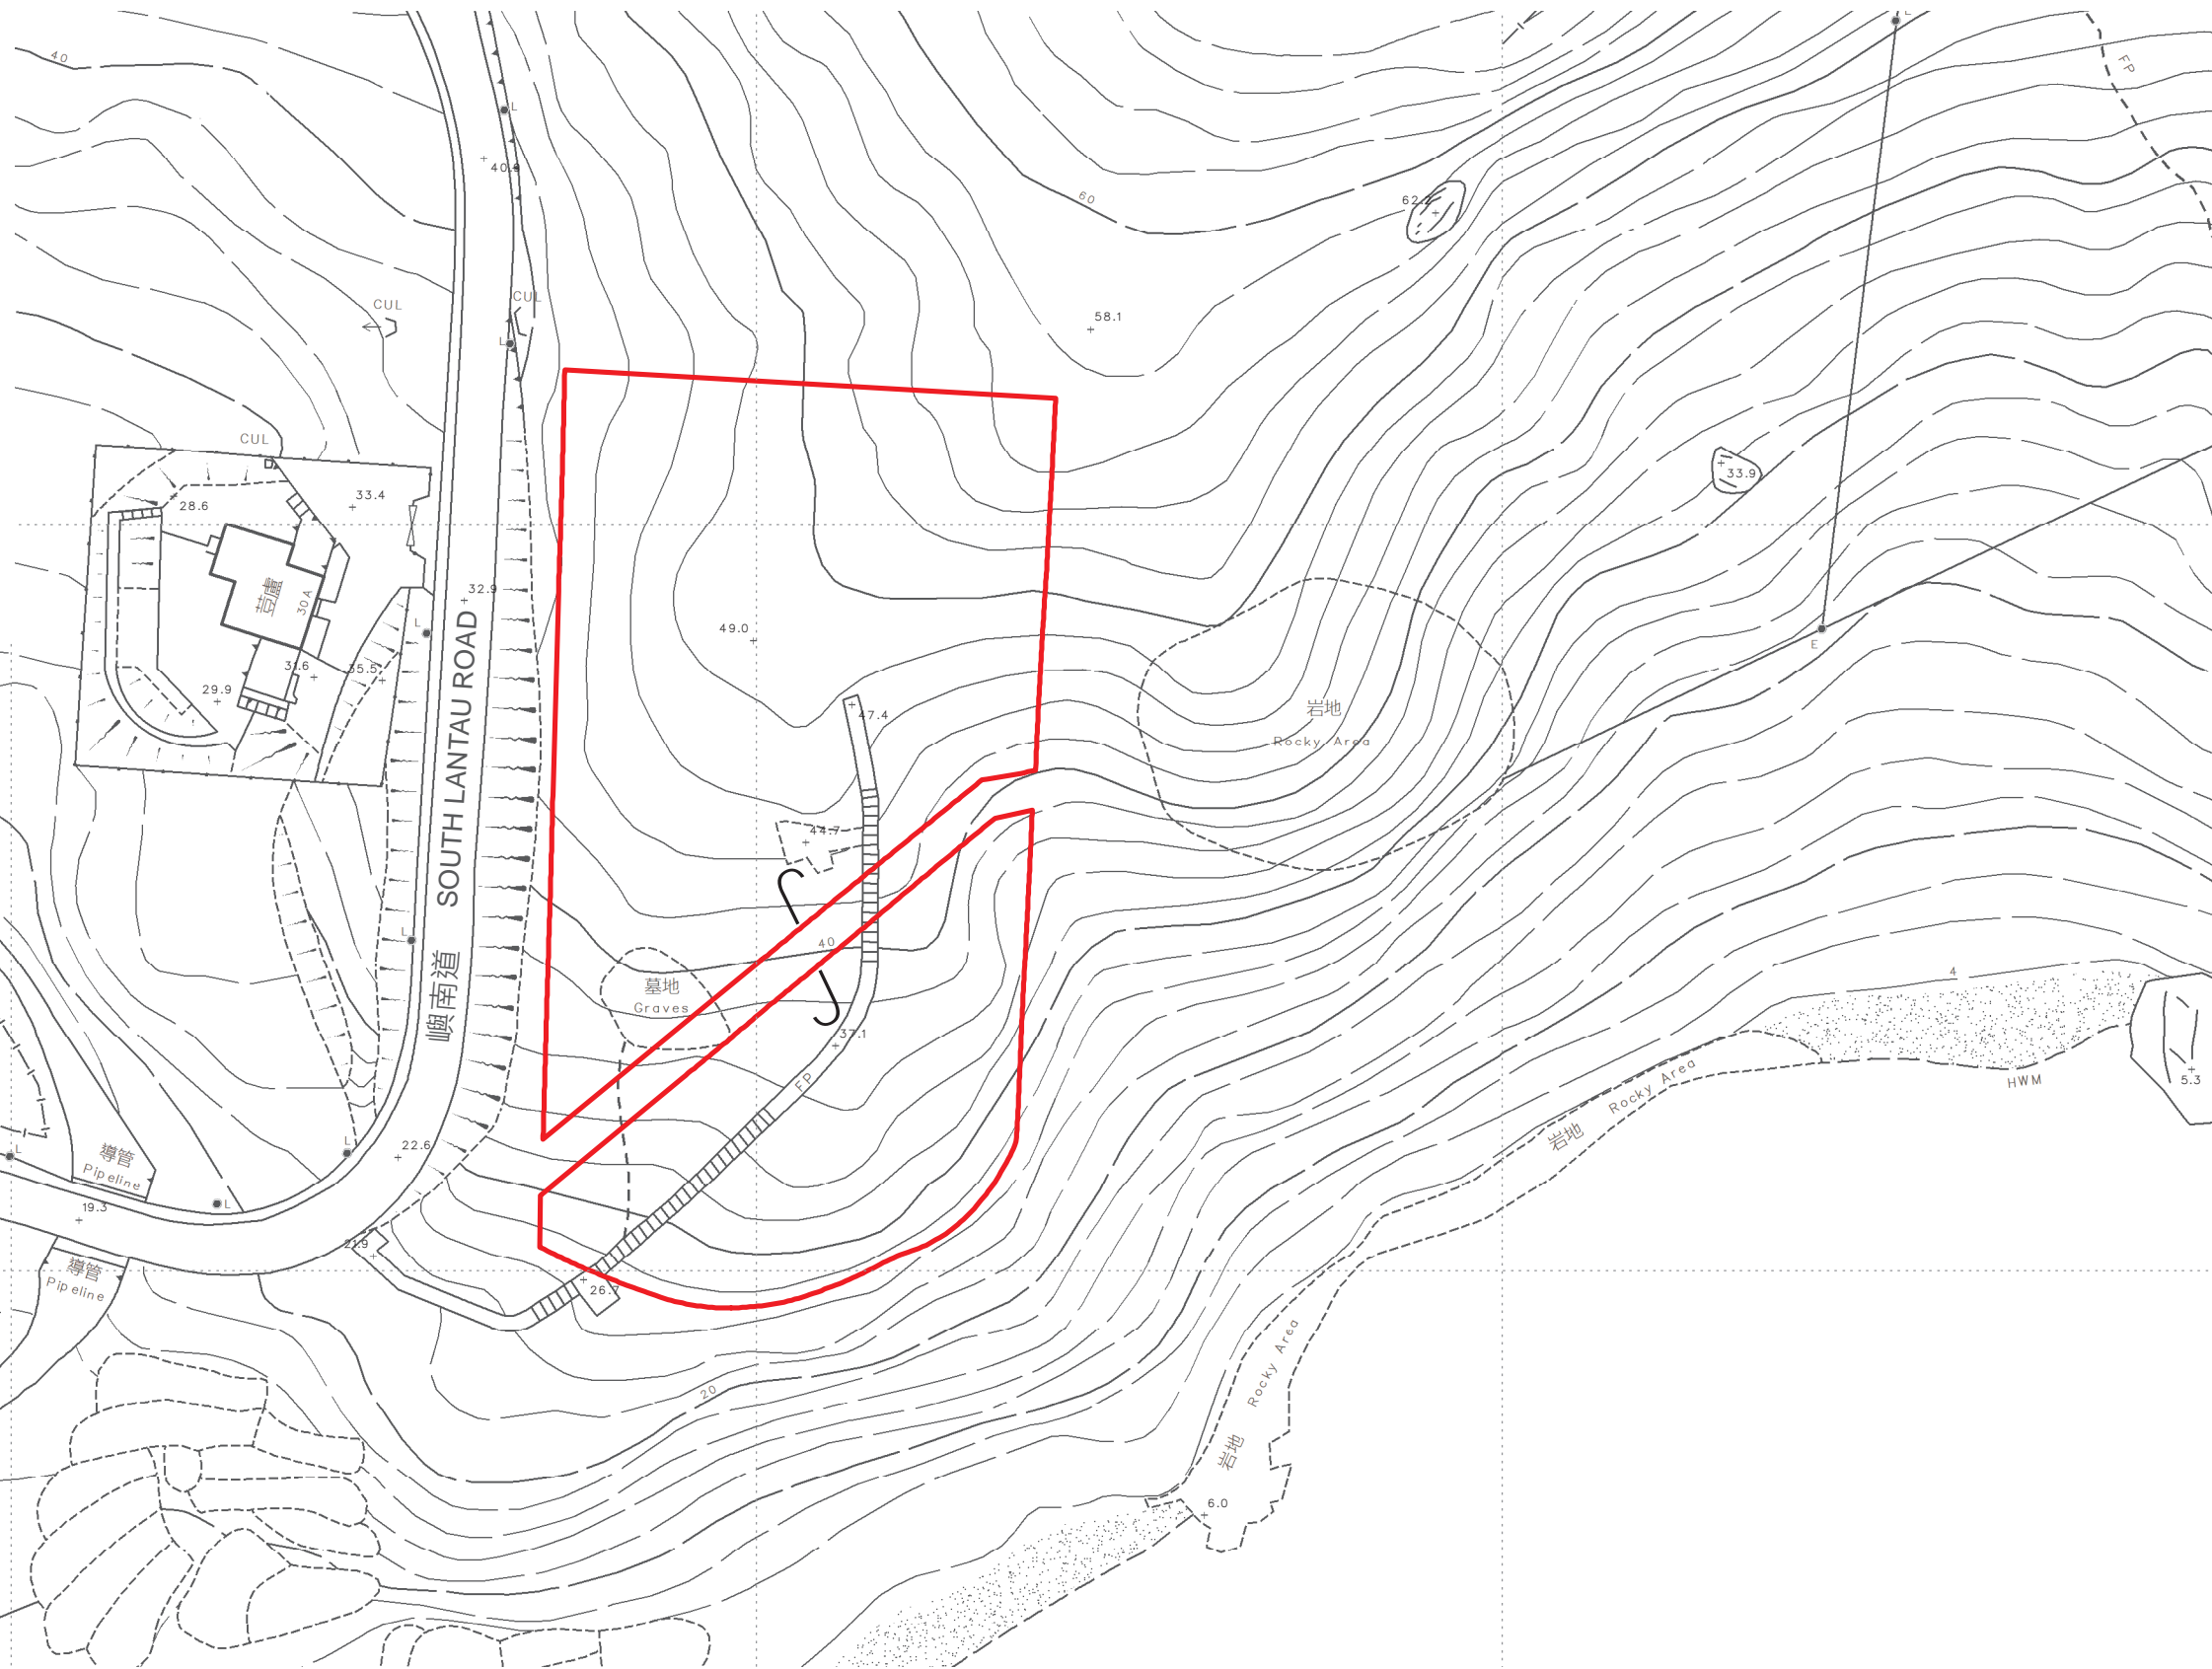 40
L
40.9
FP
60
62.2
CUL
CUL
58.1
L
CUL
33.4
28.6
33.9
32.9
荁廬
30A
L
49.0
E
31.6
35.5
29.9
47.4
岩地
Rocky Area
SOUTH LANTAU ROAD
嶼南道
44.7
L
40
墓地
Graves
4
37.1
FP
HWM
5.3
Rocky Area
岩地
L
L
22.6
導管
Pipeline
L
19.3
21.9
導管
Pipeline
26.7
20
Rocky Area
岩地
6.0